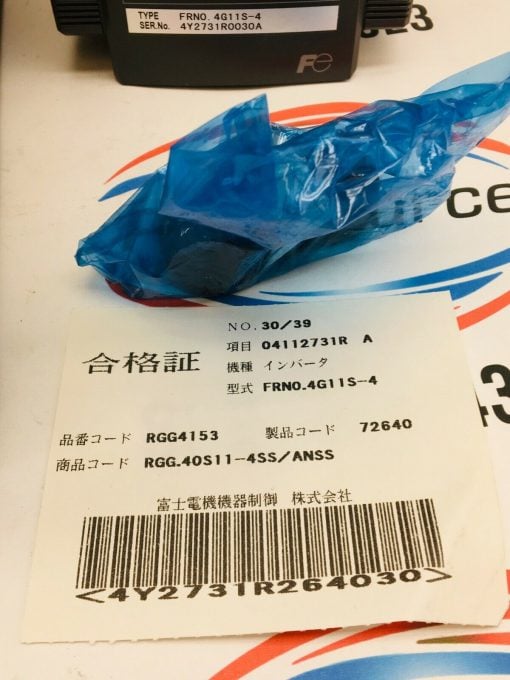 TYPE FRN0.4G11S-4
SER.No. 4Y2731R0030A
Fe
NO. 30/39
合格証
項目 04112731R A
機種 インバータ
型式 FRN0.4G11S-4
品番コード RGG4153 製品コード 72640
商品コード RGG.40S11-4SS/ANSS
富士電機機器制御 株式会社
<4Y2731R264030>